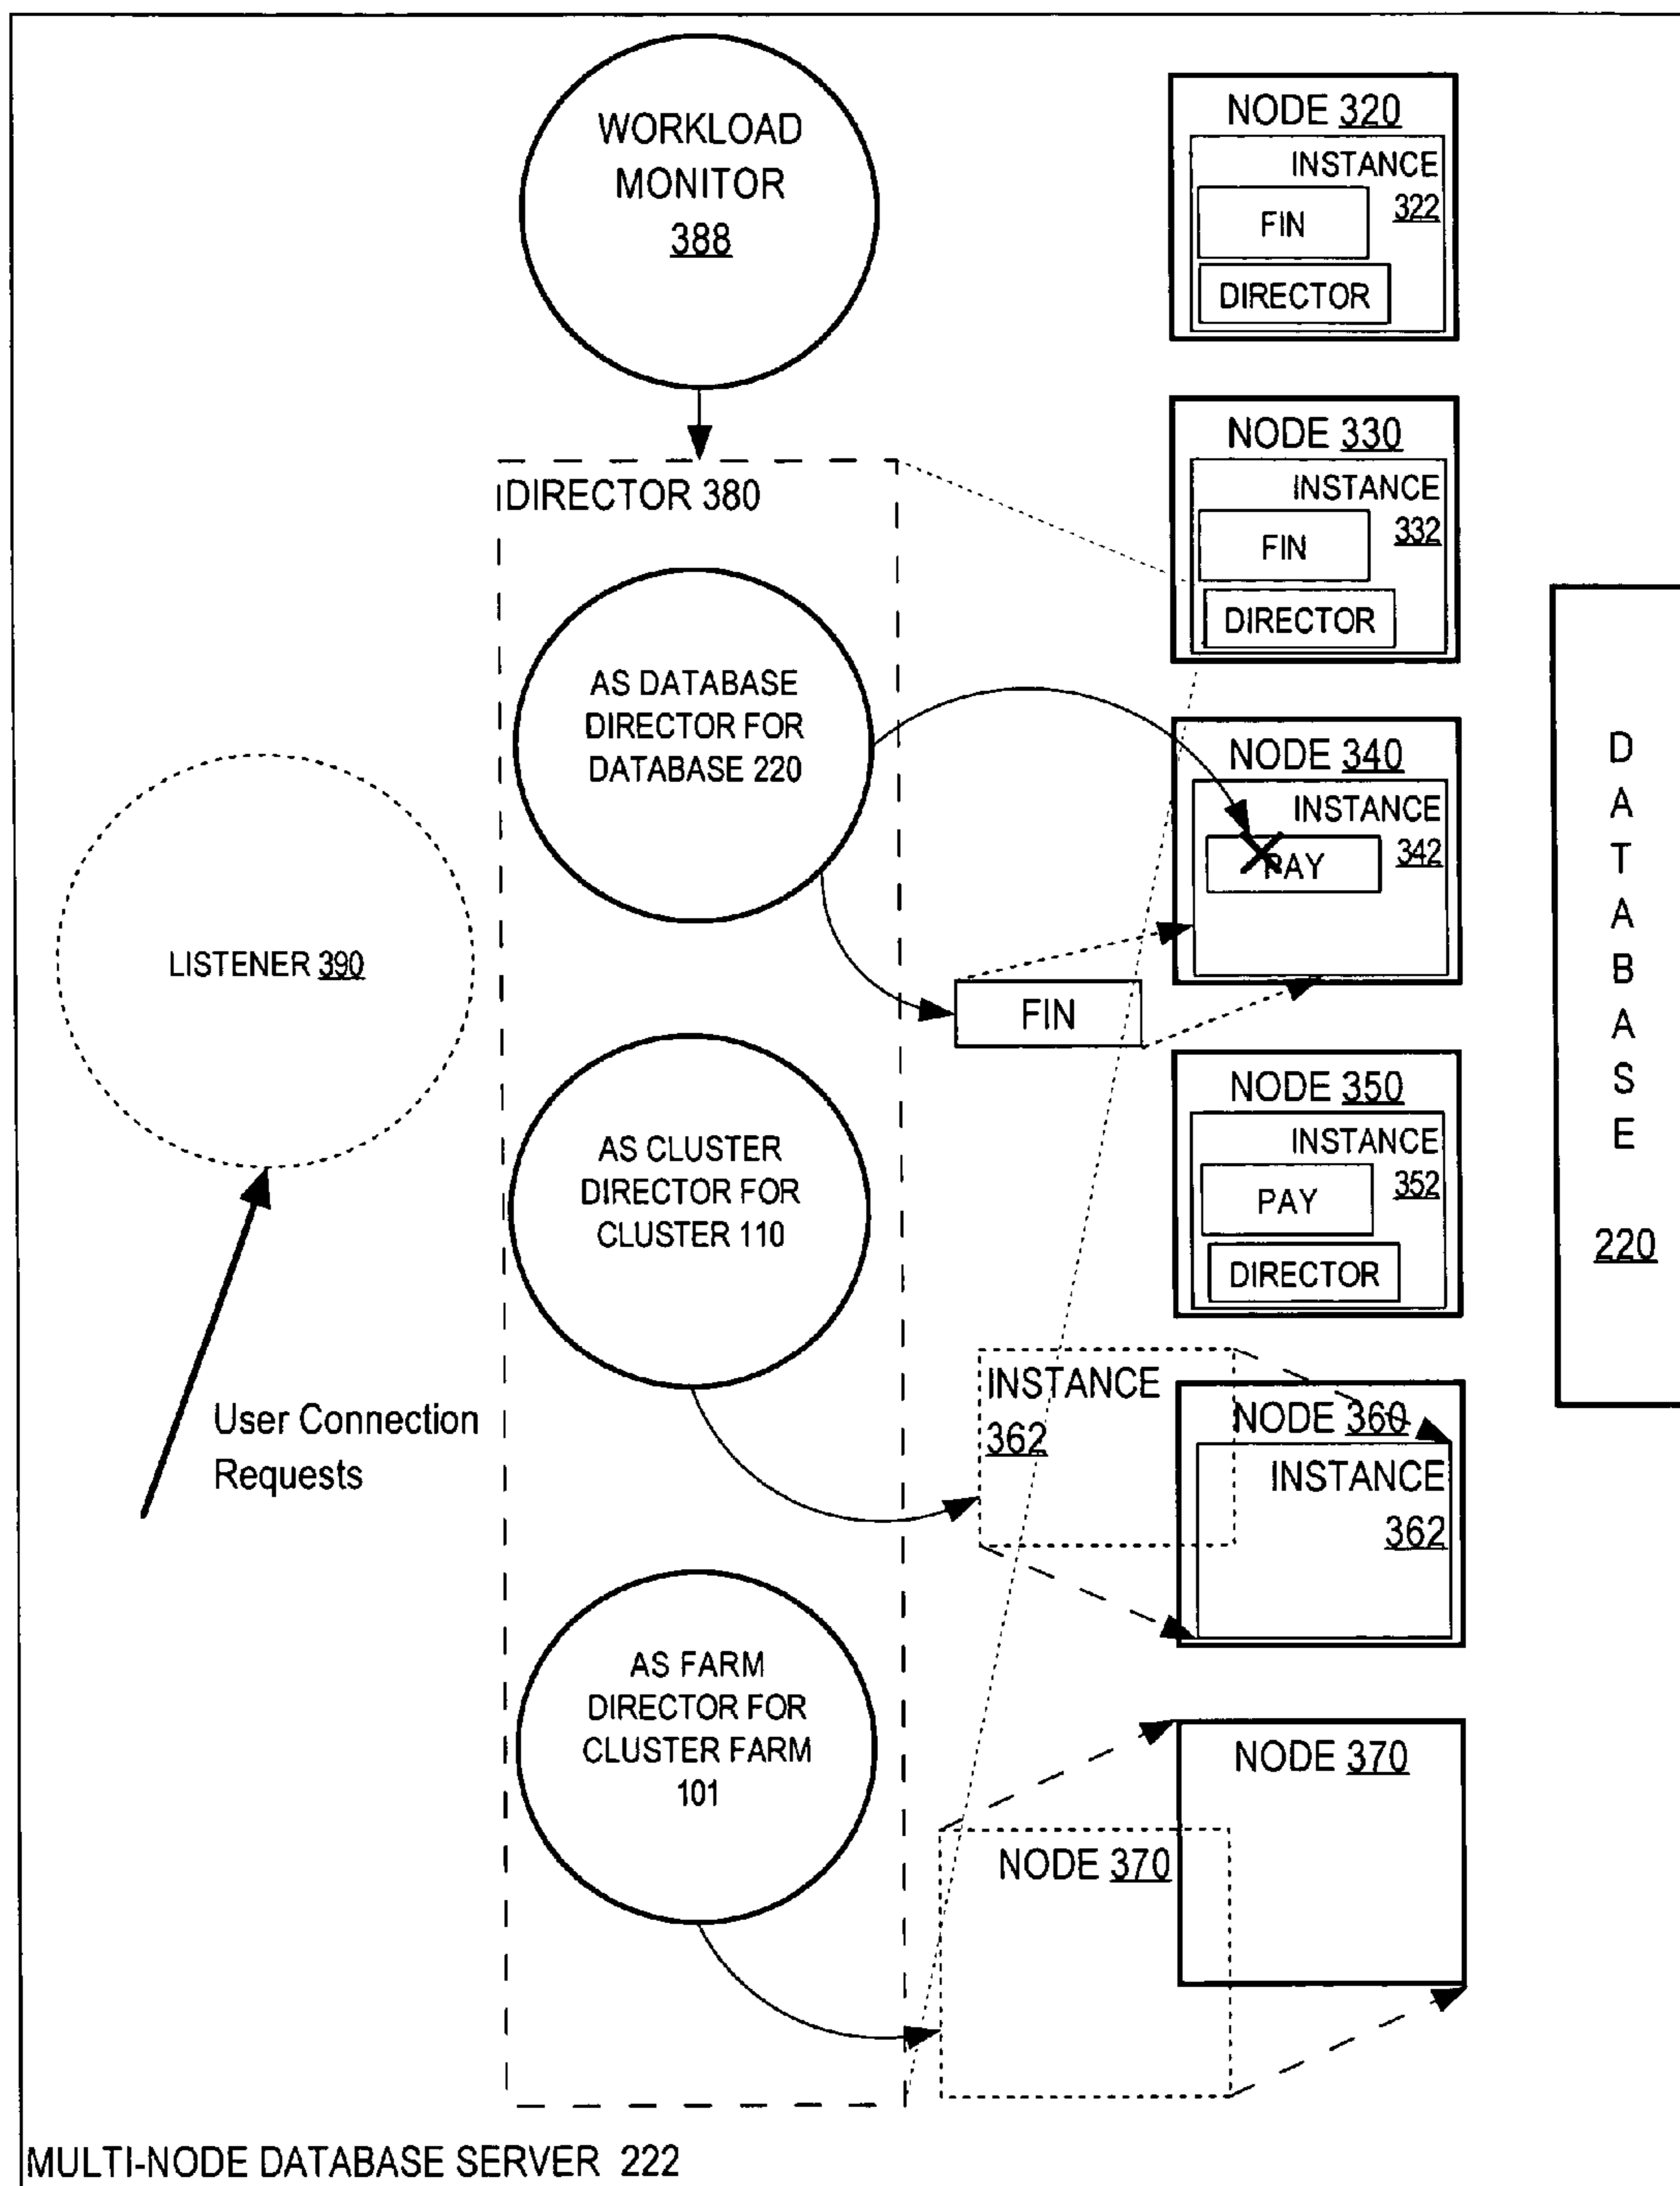 WORKLOAD
MONITOR
388
NODE 320
INSTANCE
322
FIN
DIRECTOR
NODE 330
INSTANCE
332
FIN
DIRECTOR
DIRECTOR 380
AS DATABASE
DIRECTOR FOR
DATABASE 220
NODE 340
INSTANCE
342
PAY
LISTENER 390
FIN
User Connection
Requests
AS CLUSTER
DIRECTOR FOR
CLUSTER 110
NODE 350
INSTANCE
352
PAY
DIRECTOR
INSTANCE
362
NODE 360
INSTANCE
362
AS FARM
DIRECTOR FOR
CLUSTER FARM
101
NODE 370
NODE 370
D
A
T
A
B
A
S
E
220
MULTI-NODE DATABASE SERVER 222